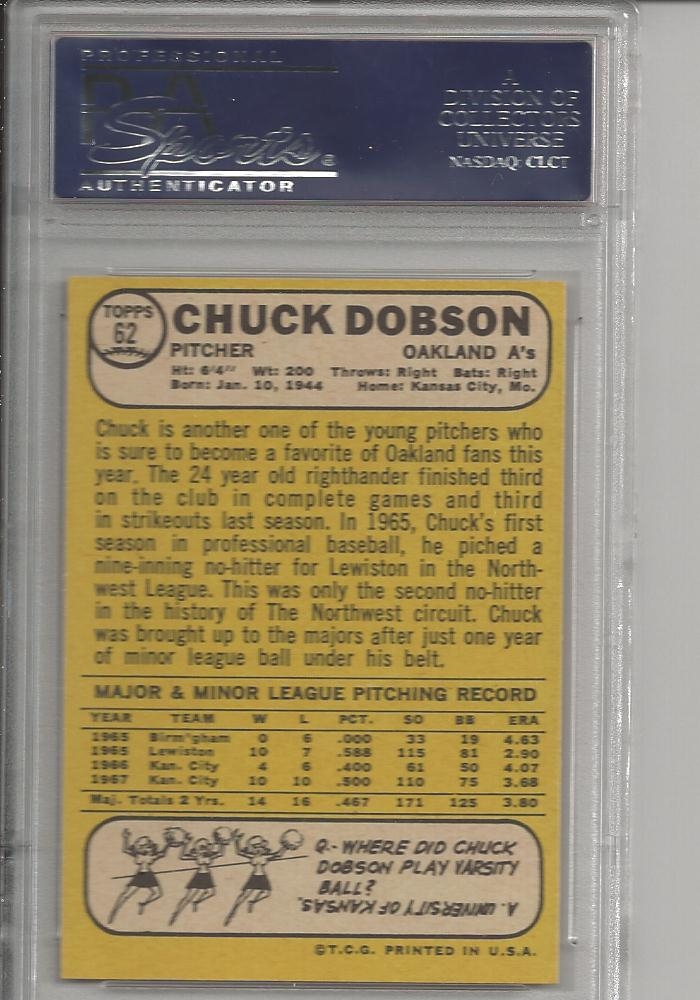 PROFESSIONAL
PSA
Sports®
AUTHENTICATOR
A
DIVISION OF
COLLECTORS
UNIVERSE
NASDAQ: CLCT
TOPPS
62
CHUCK DOBSON
PITCHER OAKLAND A's
Ht: 6'4" Wt: 200 Throws: Right Bats: Right
Born: Jan. 10, 1944 Home: Kansas City, Mo.
Chuck is another one of the young pitchers who
is sure to become a favorite of Oakland fans this
year. The 24 year old righthander finished third
on the club in complete games and third
in strikeouts last season. In 1965, Chuck's first
season in professional baseball, he piched a
nine-inning no-hitter for Lewiston in the North-
west League. This was only the second no-hitter
in the history of The Northwest circuit. Chuck
was brought up to the majors after just one year
of minor league ball under his belt.
MAJOR & MINOR LEAGUE PITCHING RECORD
YEAR TEAM W L PCT. SO BB ERA
1965 Birm'gham 0 6 .000 33 19 4.63
1965 Lewiston 10 7 .588 115 81 2.90
1966 Kan. City 4 6 .400 61 50 4.07
1967 Kan. City 10 10 .500 110 75 3.68
Maj. Totals 2 Yrs. 14 16 .467 171 125 3.80
Q.- WHERE DID CHUCK
DOBSON PLAY VARSITY
BALL?
A. UNIVERSITY OF KANSAS.
©T.C.G. PRINTED IN U.S.A.